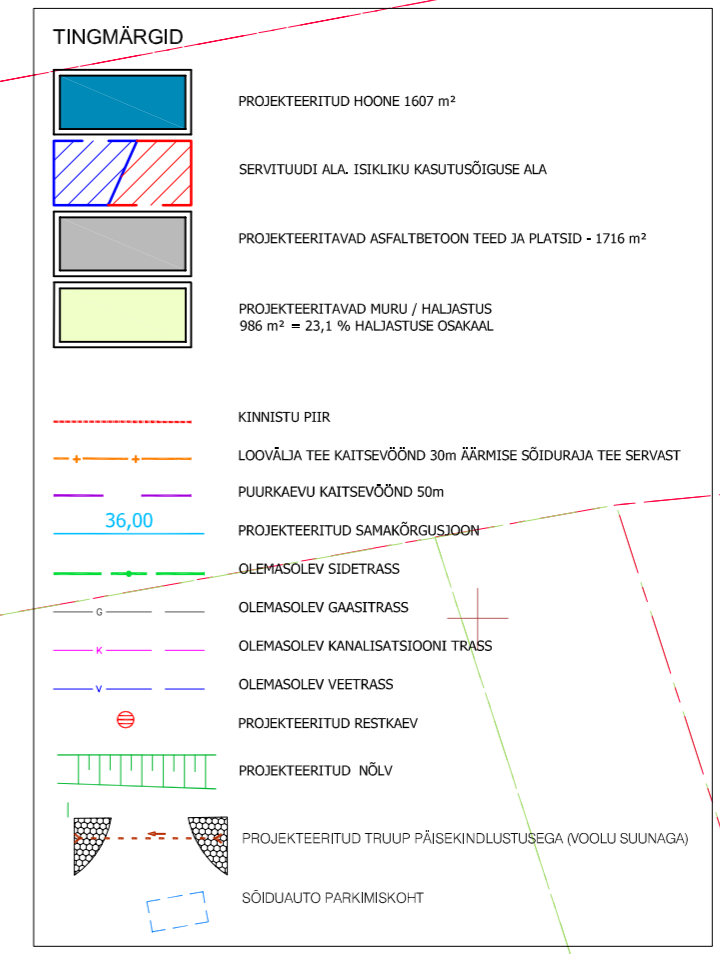 TINGMÄRGID
PROJEKTEERITUD HOONE 1607 m²
SERVITUUDI ALA. ISIKLIKU KASUTUSÕIGUSE ALA
PROJEKTEERITAVAD ASFALTBETOON TEED JA PLATSID - 1716 m²
PROJEKTEERITAVAD MURU / HALJASTUS
986 m² = 23,1 % HALJASTUSE OSAKAAL
KINNISTU PIIR
LOOVÄLJA TEE KAITSEVÖÖND 30m ÄÄRMISE SÕIDURAJA TEE SERVAST
PUURKAEVU KAITSEVÖÖND 50m
36,00
PROJEKTEERITUD SAMAKÕRGUSJOON
OLEMASOLEV SIDETRASS
G
OLEMASOLEV GAASITRASS
K
OLEMASOLEV KANALISATSIOONI TRASS
V
OLEMASOLEV VEETRASS
PROJEKTEERITUD RESTKAEV
PROJEKTEERITUD NÕLV
PROJEKTEERITUD TRUUP PÄISEKINDLUSTUSEGA (VOOLU SUUNAGA)
SÕIDUAUTO PARKIMISKOHT